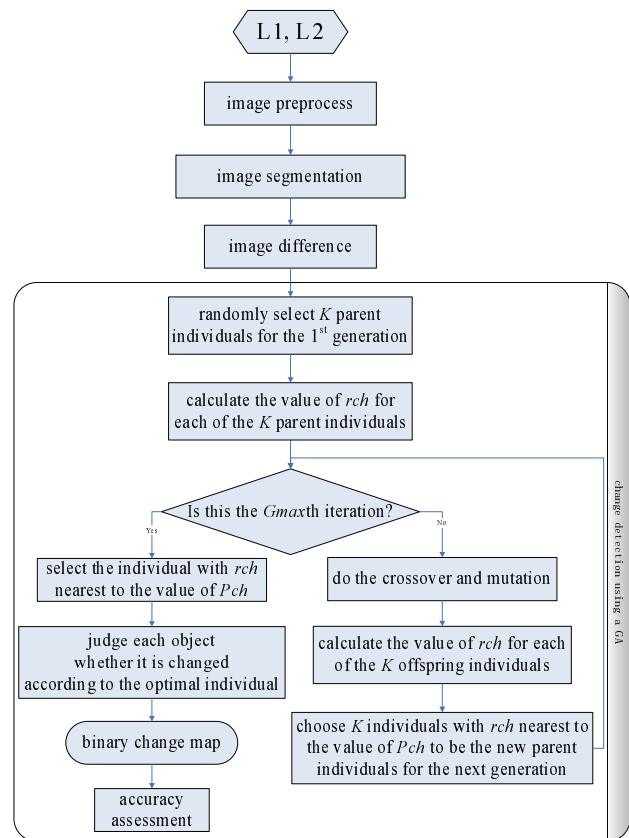 L1, L2
image preprocess
image segmentation
image difference
randomly select K parent
individuals for the 1st generation
calculate the value of rch for
each of the K parent individuals
Is this the Gmaxth iteration?
Yes
No
select the individual with rch
nearest to the value of Pch
judge each object
whether it is changed
according to the optimal individual
binary change map
accuracy
assessment
do the crossover and mutation
calculate the value of rch for each
of the K offspring individuals
choose K individuals with rch nearest to
the value of Pch to be the new parent
individuals for the next generation
change detection using a GA